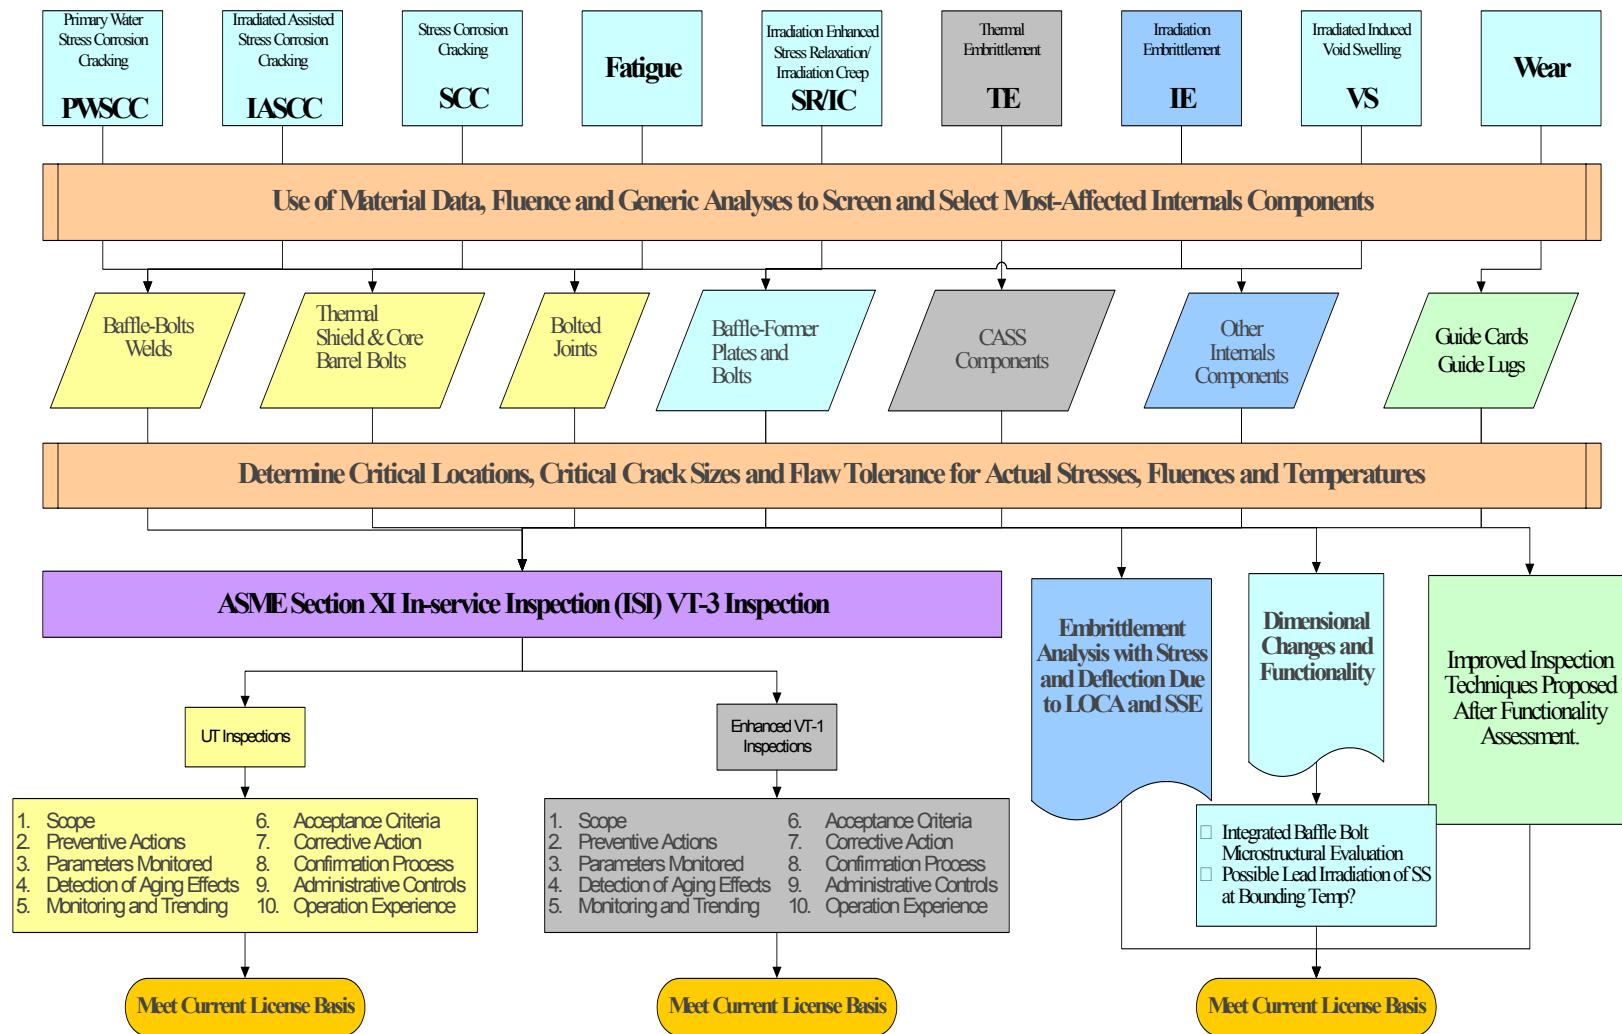 Primary Water
Stress Corrosion
Cracking
PWSCC
Irradiated Assisted
Stress Corrosion
Cracking
IASCC
Stress Corrosion
Cracking
SCC
Fatigue
Irradiation Enhanced
Stress Relaxation/
Irradiation Creep
SR/IC
Thermal
Embrittlement
TE
Irradiation
Embrittlement
IE
Irradiated Induced
Void Swelling
VS
Wear
Use of Material Data, Fluence and Generic Analyses to Screen and Select Most-Affected Internals Components
Baffle-Bolts
Welds
Thermal
Shield & Core
Barrel Bolts
Bolted
Joints
Baffle-Former
Plates and
Bolts
CASS
Components
Other
Internals
Components
Guide Cards
Guide Lugs
Determine Critical Locations, Critical Crack Sizes and Flaw Tolerance for Actual Stresses, Fluences and Temperatures
ASME Section XI In-service Inspection (ISI) VT-3 Inspection
Embrittlement
Analysis with Stress
and Deflection Due
to LOCA and SSE
Dimensional
Changes and
Functionality
Improved Inspection
Techniques Proposed
After Functionality
Assessment.
UT Inspections
Enhanced VT-1
Inspections
1. Scope
2. Preventive Actions
3. Parameters Monitored
4. Detection of Aging Effects
5. Monitoring and Trending
6. Acceptance Criteria
7. Corrective Action
8. Confirmation Process
9. Administrative Controls
10. Operation Experience
1. Scope
2. Preventive Actions
3. Parameters Monitored
4. Detection of Aging Effects
5. Monitoring and Trending
6. Acceptance Criteria
7. Corrective Action
8. Confirmation Process
9. Administrative Controls
10. Operation Experience
Integrated Baffle Bolt
Microstructural Evaluation
Possible Lead Irradiation of SS
at Bounding Temp?
Meet Current License Basis
Meet Current License Basis
Meet Current License Basis